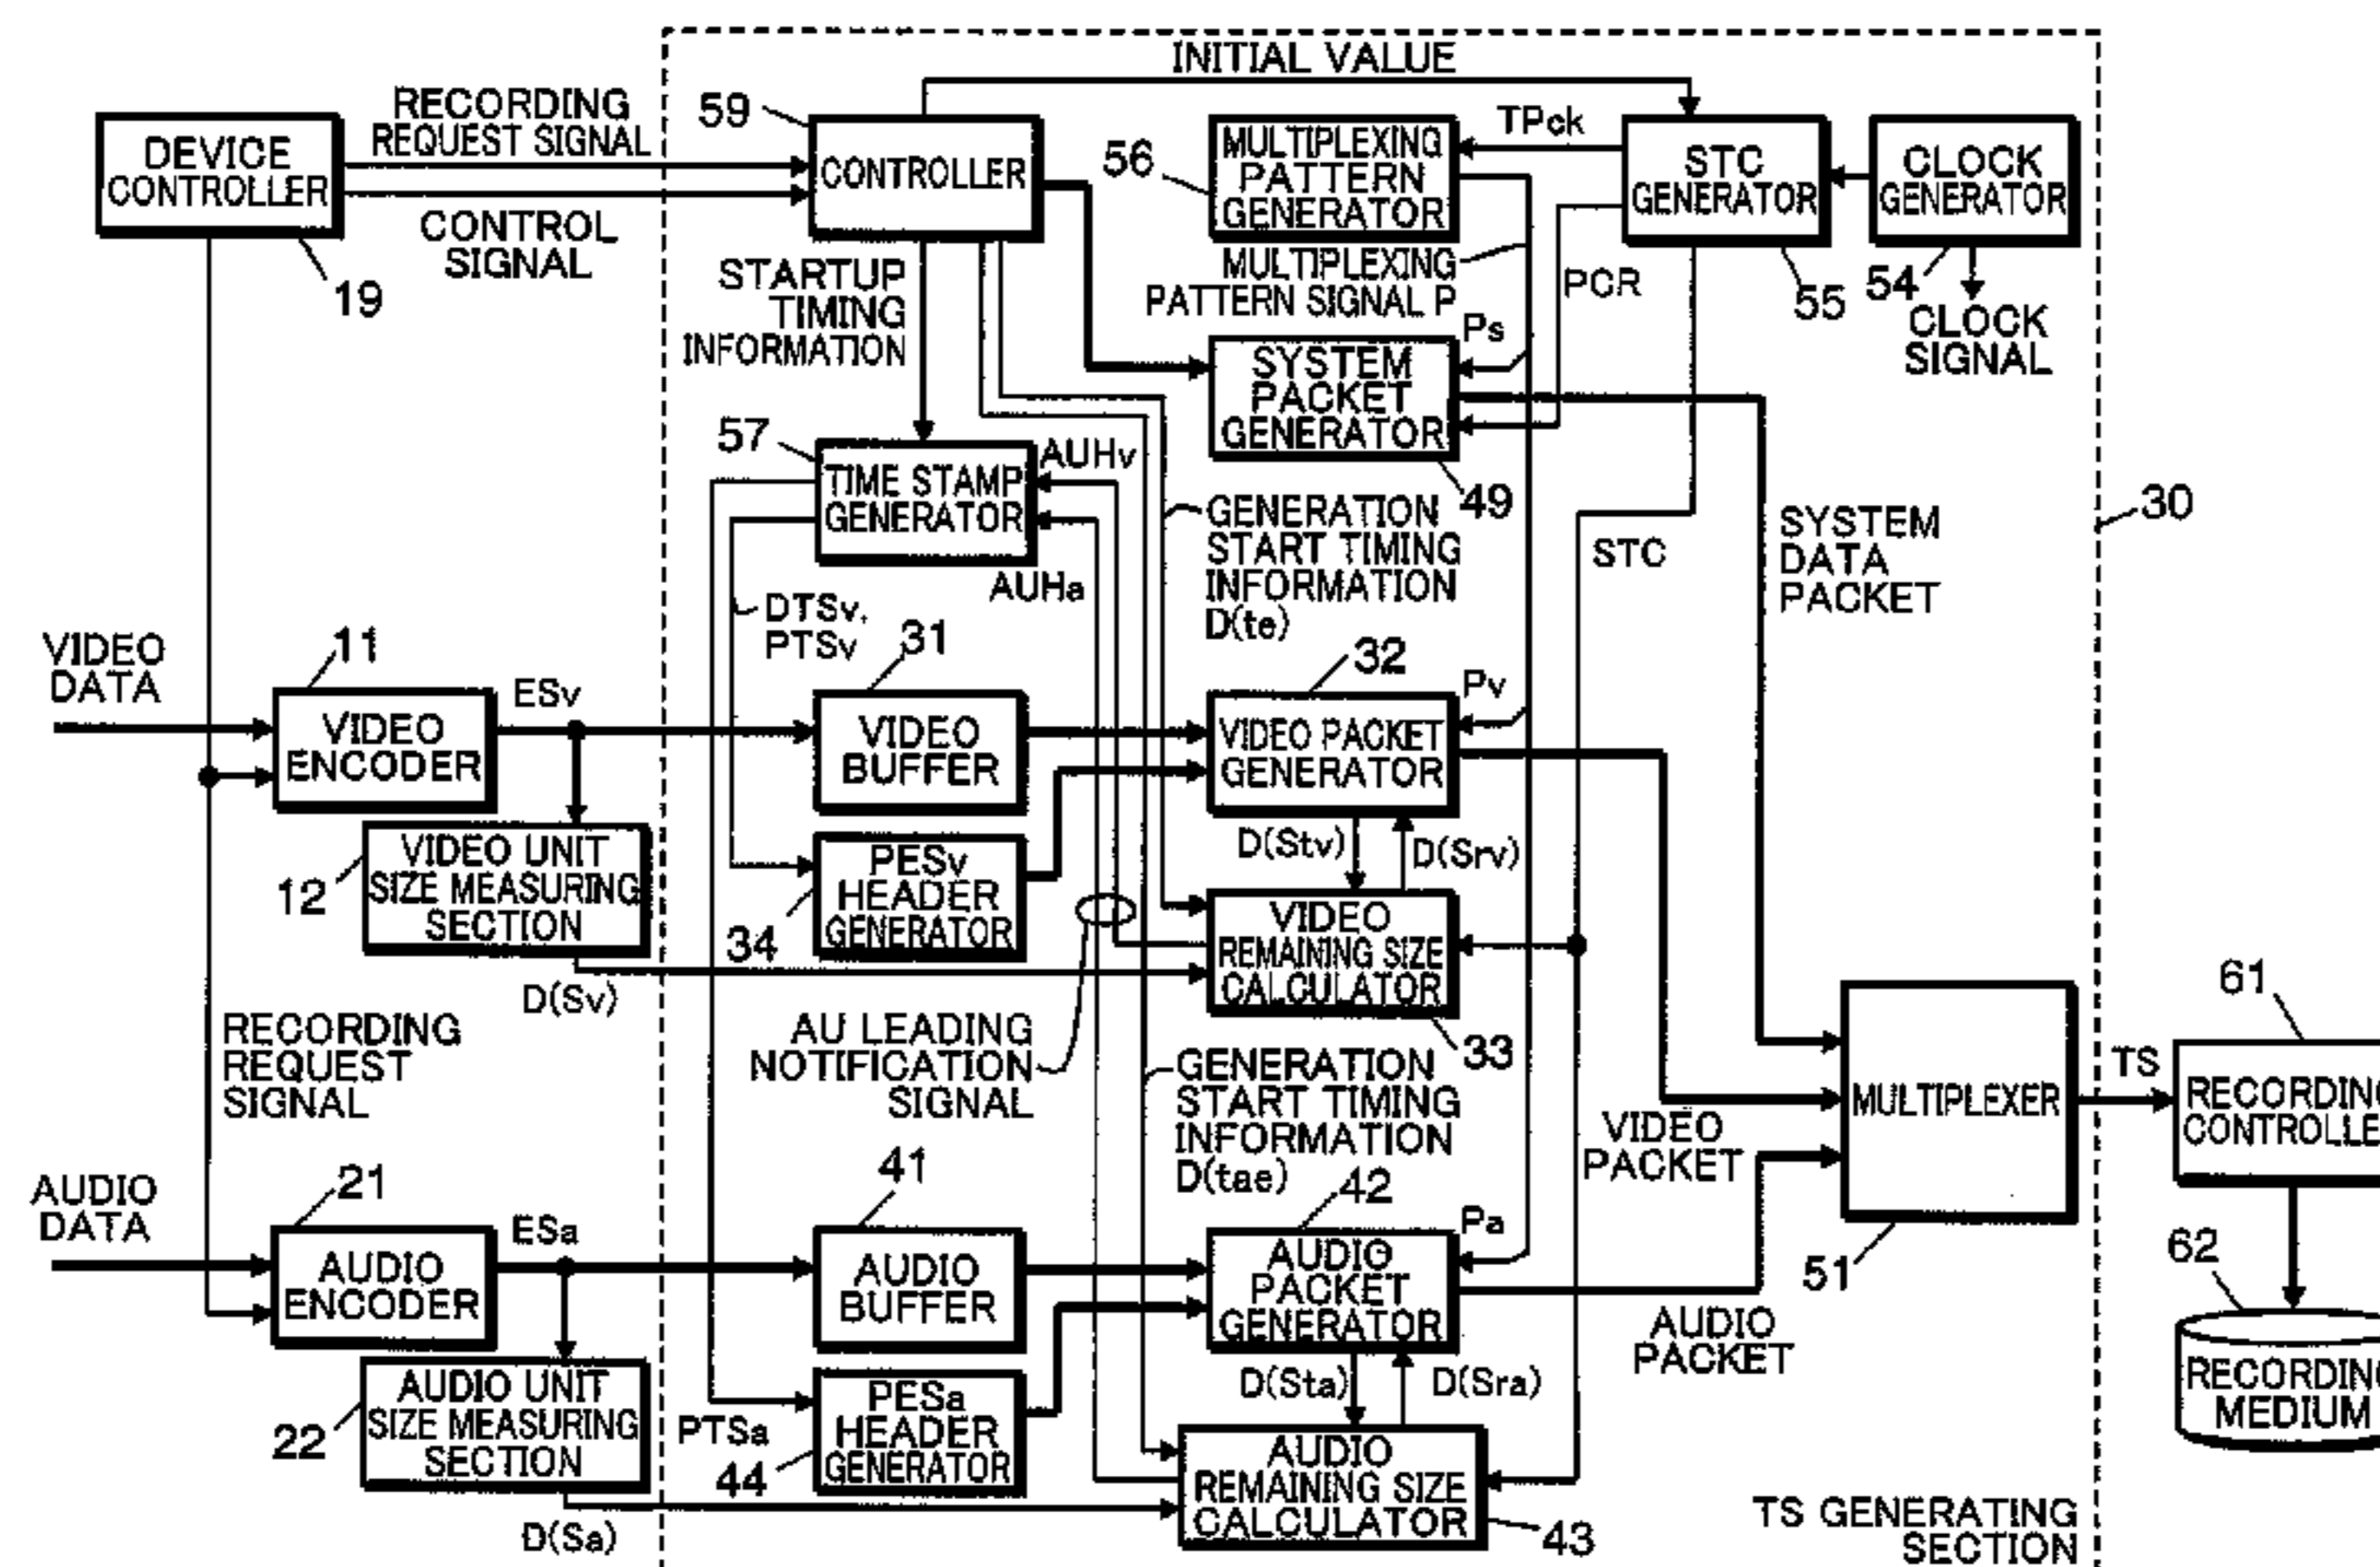 INITIAL VALUE
DEVICE
CONTROLLER
19
RECORDING
REQUEST SIGNAL
CONTROL
SIGNAL
59
CONTROLLER
56
MULTIPLEXING
PATTERN
GENERATOR
TPck
STC
GENERATOR
55
CLOCK
GENERATOR
54
CLOCK
SIGNAL
STARTUP
TIMING
INFORMATION
MULTIPLEXING
PATTERN SIGNAL P
PCR
Ps
SYSTEM
PACKET
GENERATOR
49
57
TIME STAMP
GENERATOR
AUHv
AUHa
GENERATION
START TIMING
INFORMATION
D(te)
STC
SYSTEM
DATA
PACKET
30
DTSv,
PTSv
VIDEO
DATA
11
VIDEO
ENCODER
ESv
31
VIDEO
BUFFER
32
VIDEO PACKET
GENERATOR
Pv
12
VIDEO UNIT
SIZE MEASURING
SECTION
D(Sv)
34
PESv
HEADER
GENERATOR
D(Stv)
D(Srv)
VIDEO
REMAINING SIZE
CALCULATOR
33
RECORDING
REQUEST
SIGNAL
AU LEADING
NOTIFICATION
SIGNAL
GENERATION
START TIMING
INFORMATION
D(tae)
VIDEO
PACKET
MULTIPLEXER
51
TS
61
RECORDING
CONTROLLE
62
RECORDING
MEDIUM
AUDIO
DATA
21
AUDIO
ENCODER
ESa
41
AUDIO
BUFFER
42
AUDIO
PACKET
GENERATOR
Pa
AUDIO
PACKET
22
AUDIO UNIT
SIZE MEASURING
SECTION
D(Sa)
PTSa
44
PESa
HEADER
GENERATOR
D(Sta)
D(Sra)
AUDIO
REMAINING SIZE
CALCULATOR
43
TS GENERATING
SECTION